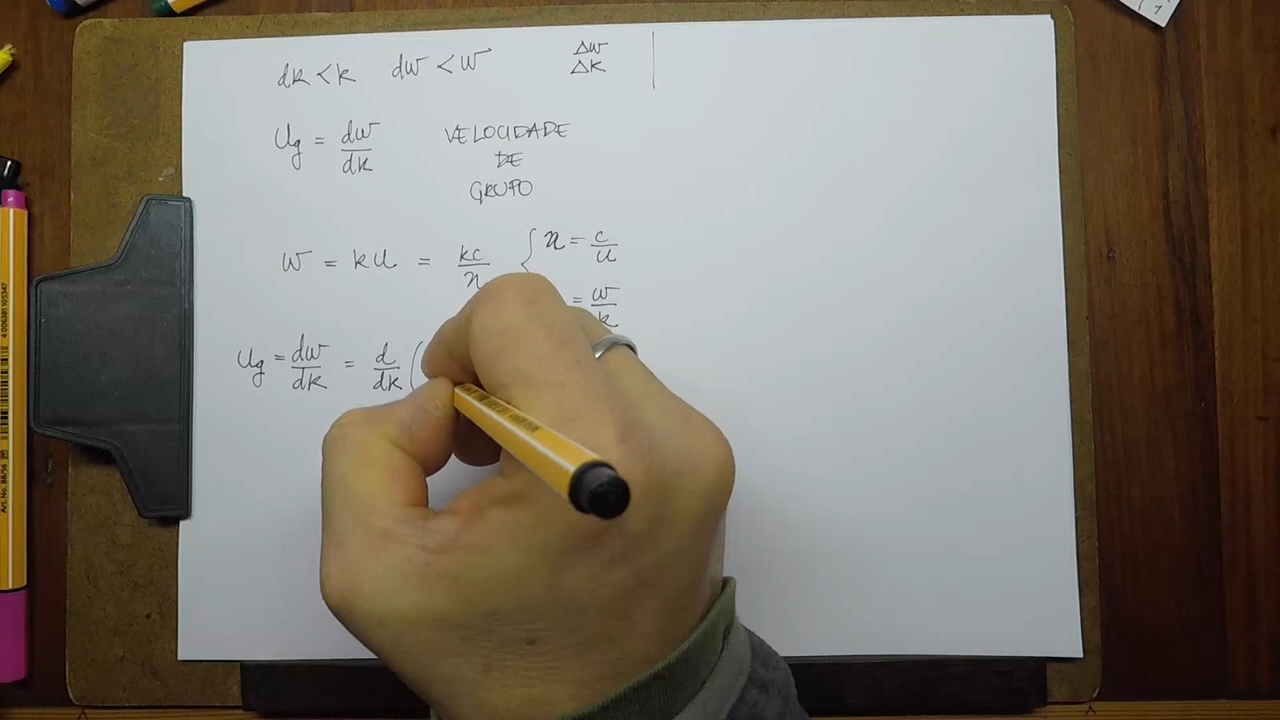 dk < k dw < w Δw/Δk
Ug = dw/dk VELOCIDADE
DE
GRUPO
w = ku = kc/n { n = c/u
= w/k
Ug = dw/dk = d/dk (